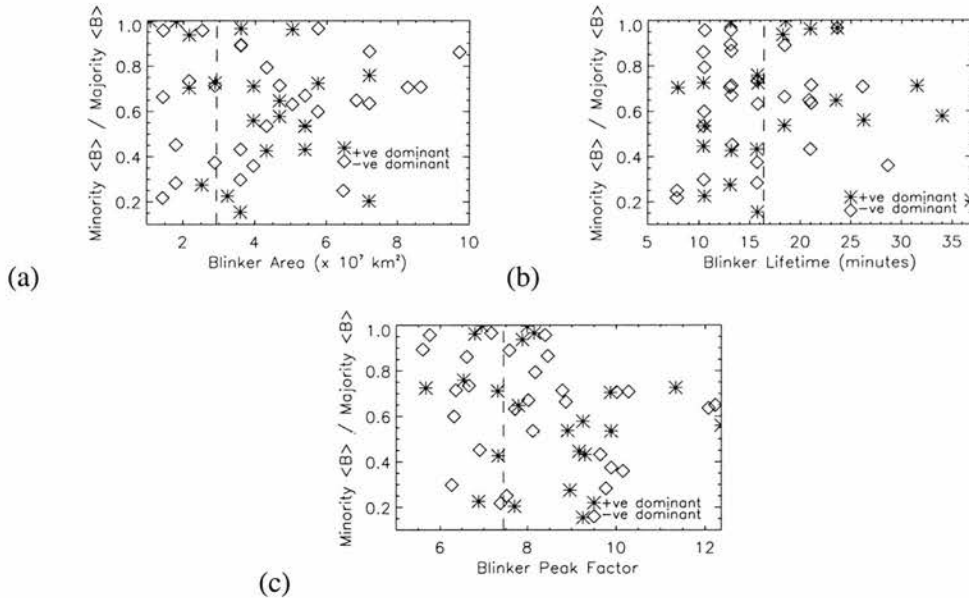 Minority <B> / Majority <B>
1.0
0.8
0.6
0.4
0.2
+ve dominant
−ve dominant
2 4 6 8 10
Blinker Area (x 10⁷ km²)
(a)
Minority <B> / Majority <B>
1.0
0.8
0.6
0.4
0.2
+ve dominant
−ve dominant
5 10 15 20 25 30 35
Blinker Lifetime (minutes)
(b)
Minority <B> / Majority <B>
1.0
0.8
0.6
0.4
0.2
+ve dominant
−ve dominant
6 8 10 12
Blinker Peak Factor
(c)